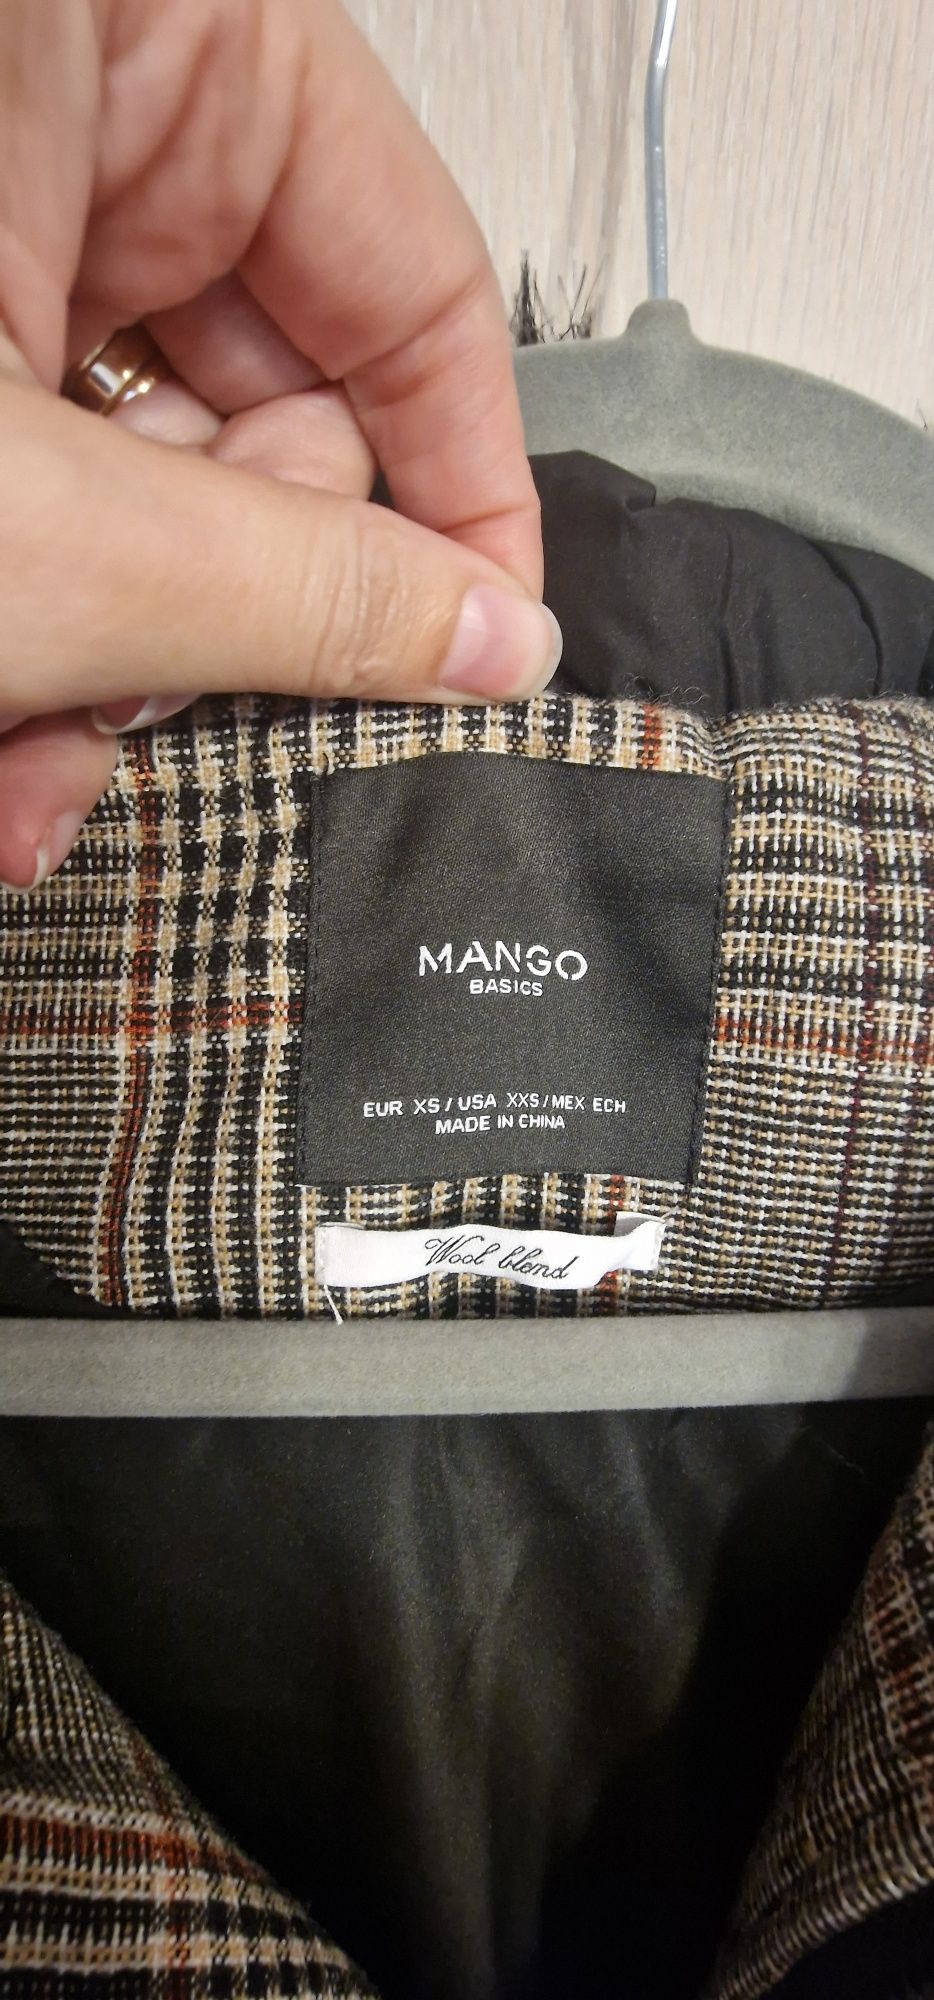 MANGO
BASICS
EUR XS / USA XXS / MEX ECH
MADE IN CHINA
Wool blend